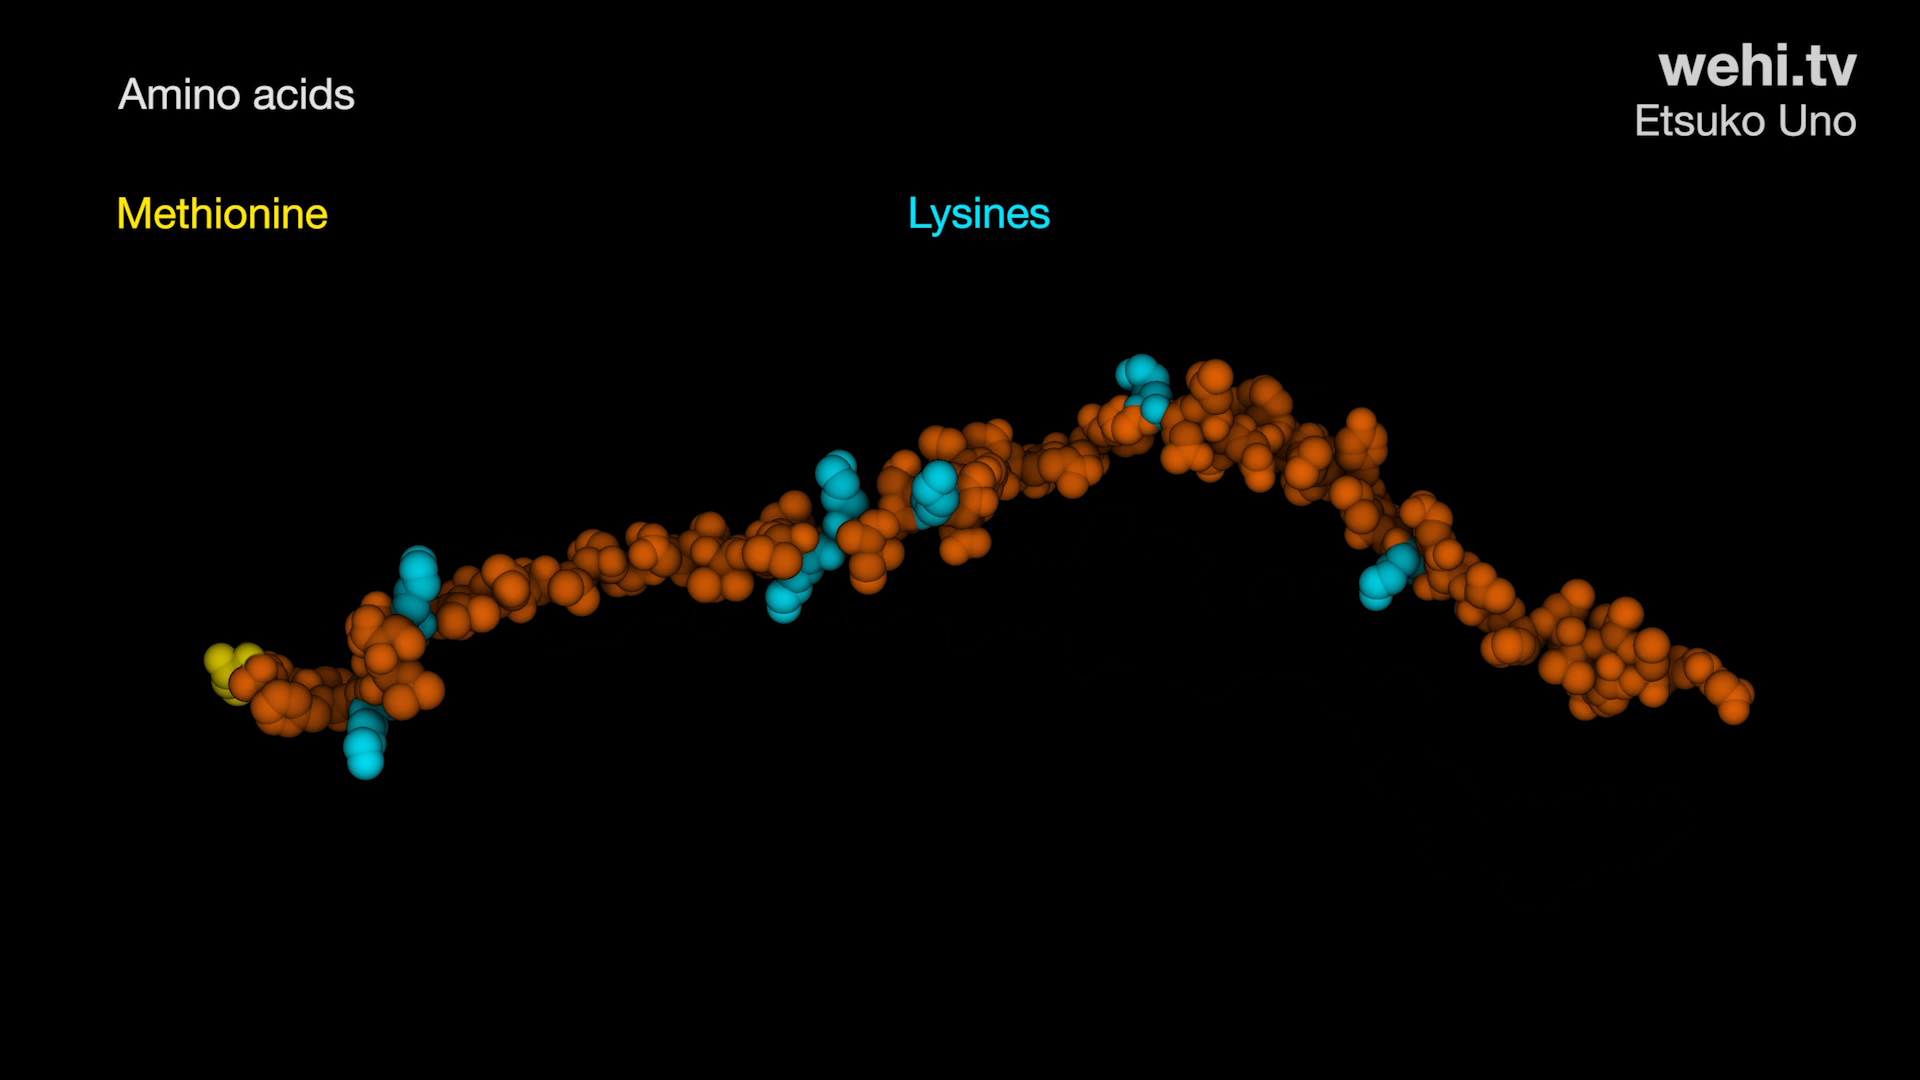 Amino acids
wehi.tv
Etsuko Uno
Methionine
Lysines